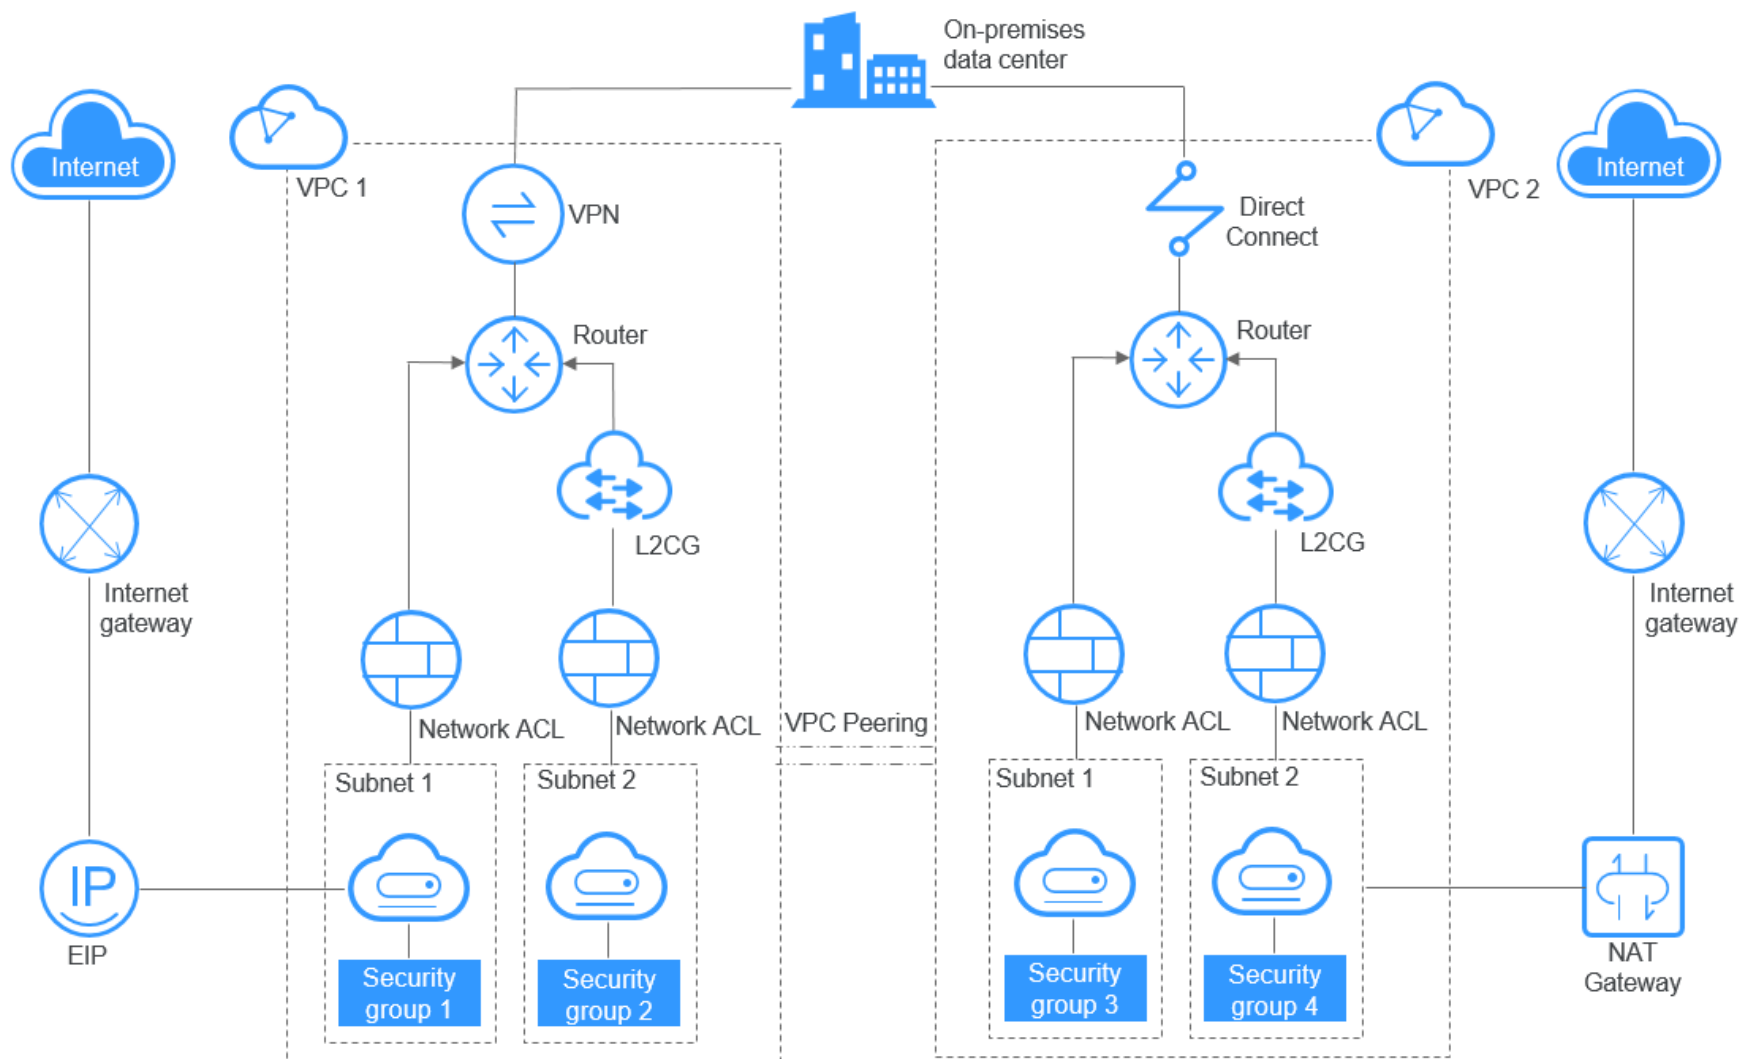 On-premises
data center
Internet
VPC 1
VPN
Direct
Connect
VPC 2
Internet
Router
Router
L2CG
L2CG
Internet
gateway
Internet
gateway
Network ACL
Network ACL
VPC Peering
Network ACL
Network ACL
Subnet 1
Subnet 2
Subnet 1
Subnet 2
IP
EIP
NAT
Gateway
Security
group 1
Security
group 2
Security
group 3
Security
group 4